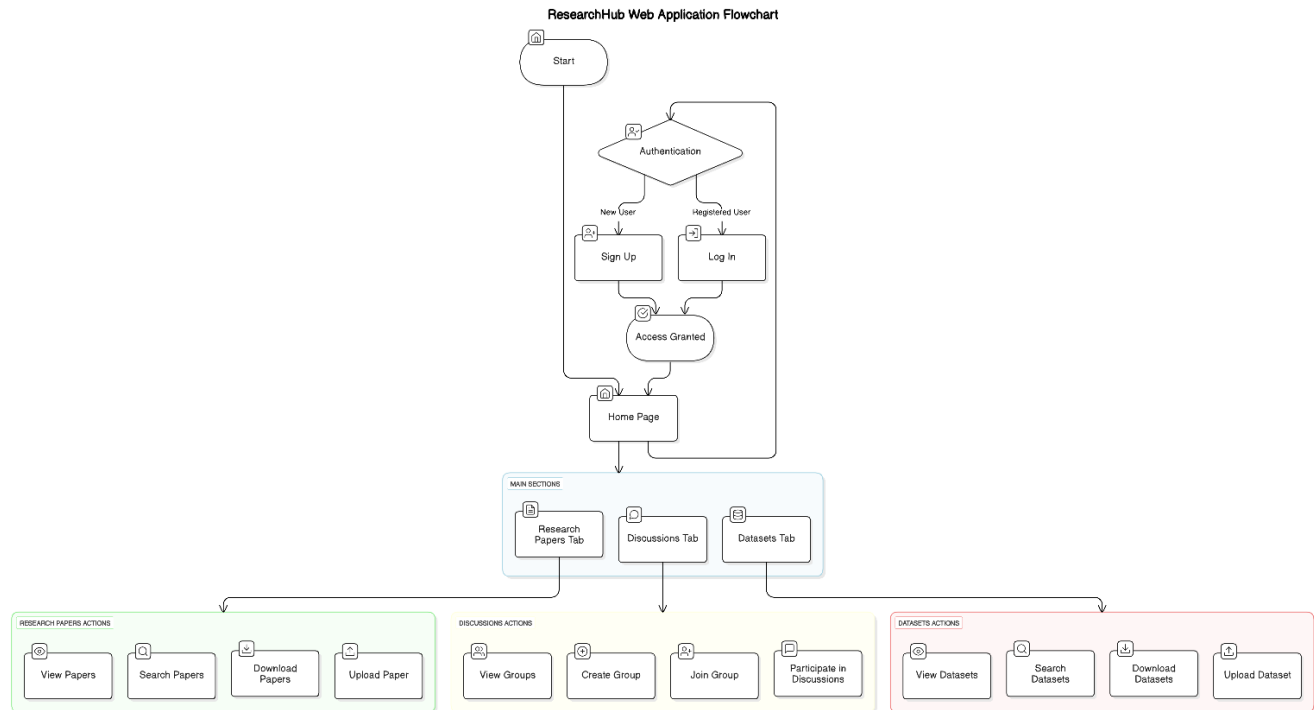 ResearchHub Web Application Flowchart
Start
Authentication
New User
Registered User
Sign Up
Log In
Access Granted
Home Page
MAIN SECTIONS
Research
Papers Tab
Discussions Tab
Datasets Tab
RESEARCH PAPERS ACTIONS
View Papers
Search Papers
Download
Papers
Upload Paper
DISCUSSIONS ACTIONS
View Groups
Create Group
Join Group
Participate in
Discussions
DATASETS ACTIONS
View Datasets
Search
Datasets
Download
Datasets
Upload Dataset